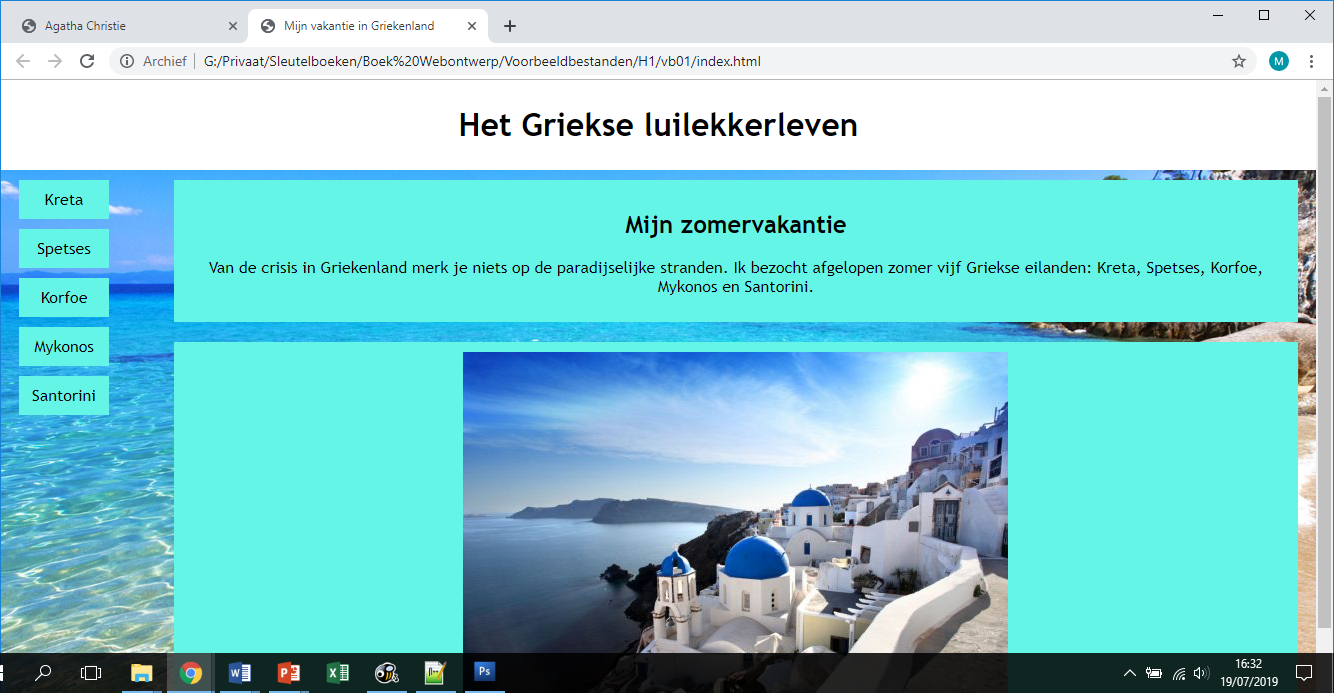 Agatha Christie
Mijn vakantie in Griekenland
Archief
G:/Privaat/Sleutelboeken/Boek%20Webontwerp/Voorbeeldbestanden/H1/vb01/index.html
M
Het Griekse luilekkerleven
Kreta
Spetses
Korfoe
Mykonos
Santorini
Mijn zomervakantie
Van de crisis in Griekenland merk je niets op de paradijselijke stranden. Ik bezocht afgelopen zomer vijf Griekse eilanden: Kreta, Spetses, Korfoe,
Mykonos en Santorini.
16:32
19/07/2019